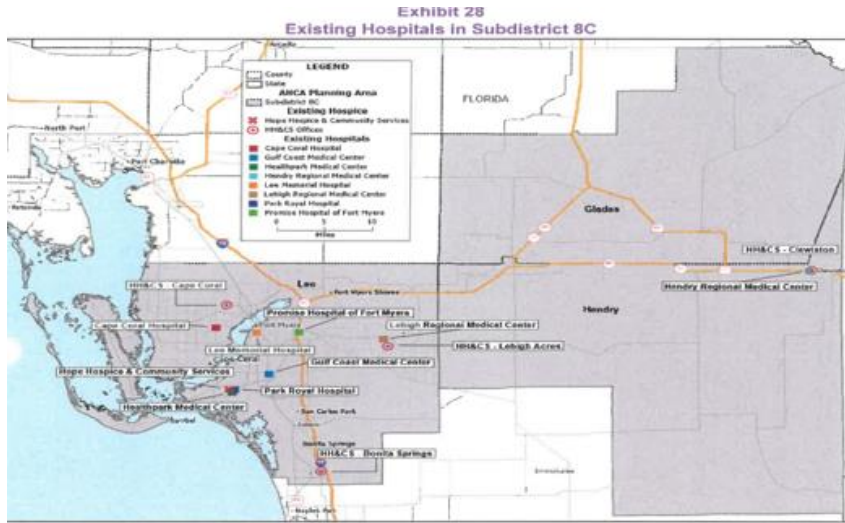 Exhibit 28
Existing Hospitals in Subdistrict 8C
Arcadia
LEGEND
County
State
AHCA Planning Area
Subdistrict 8C
Existing Hospice
Hope Hospice & Community Services
HH&CS Offices
Existing Hospitals
Cape Coral Hospital
Gulf Coast Medical Center
Healthpark Medical Center
Hendry Regional Medical Center
Lee Memorial Hospital
Lehigh Regional Medical Center
Park Royal Hospital
Promise Hospital of Fort Myers
0 5 10
Miles
FLORIDA
North Port
Port Charlotte
Glades
HH&CS - Clewiston
Lee
HH&CS - Cape Coral
Fort Myers Shores
Hendry Regional Medical Center
Hendry
Promise Hospital of Fort Myers
Cape Coral Hospital
Fort Myers
Lehigh Regional Medical Center
Lee Memorial Hospital
HH&CS - Lehigh Acres
Cape Coral
Gulf Coast Medical Center
Hope Hospice & Community Services
Park Royal Hospital
Healthpark Medical Center
San Carlos Park
Sanibel
Estero
Bonita Springs
HH&CS - Bonita Springs
Immokalee
Naples Park